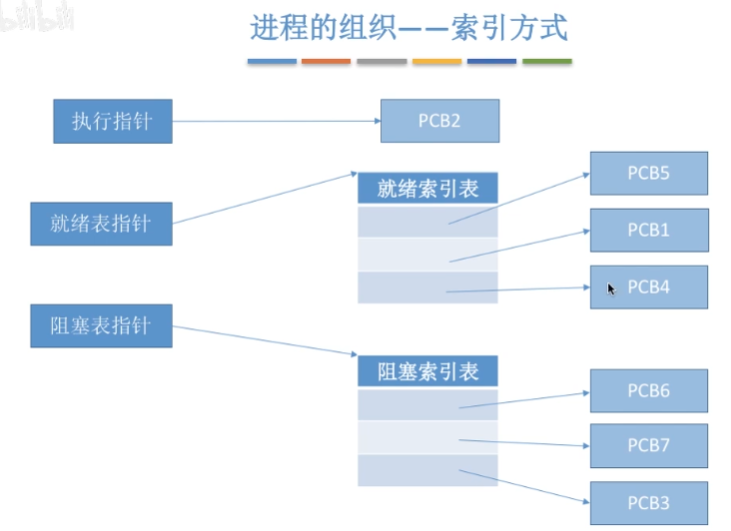 bilibili
进程的组织——索引方式
执行指针
PCB2
就绪表指针
就绪索引表
PCB5
PCB1
PCB4
阻塞表指针
阻塞索引表
PCB6
PCB7
PCB3